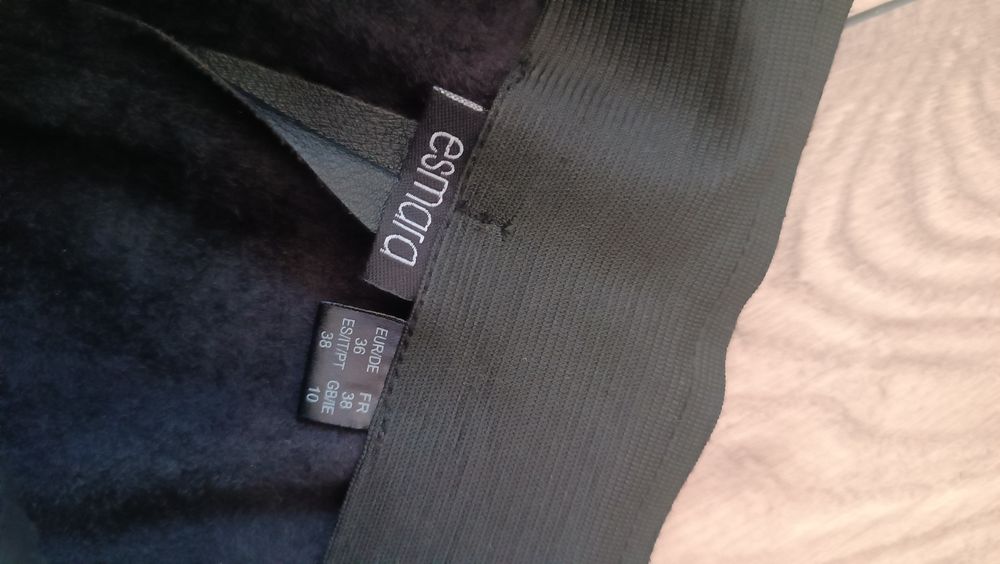 esmara
EUR/DE FR
36 38
ES/IT/PT GB/IE
38 10